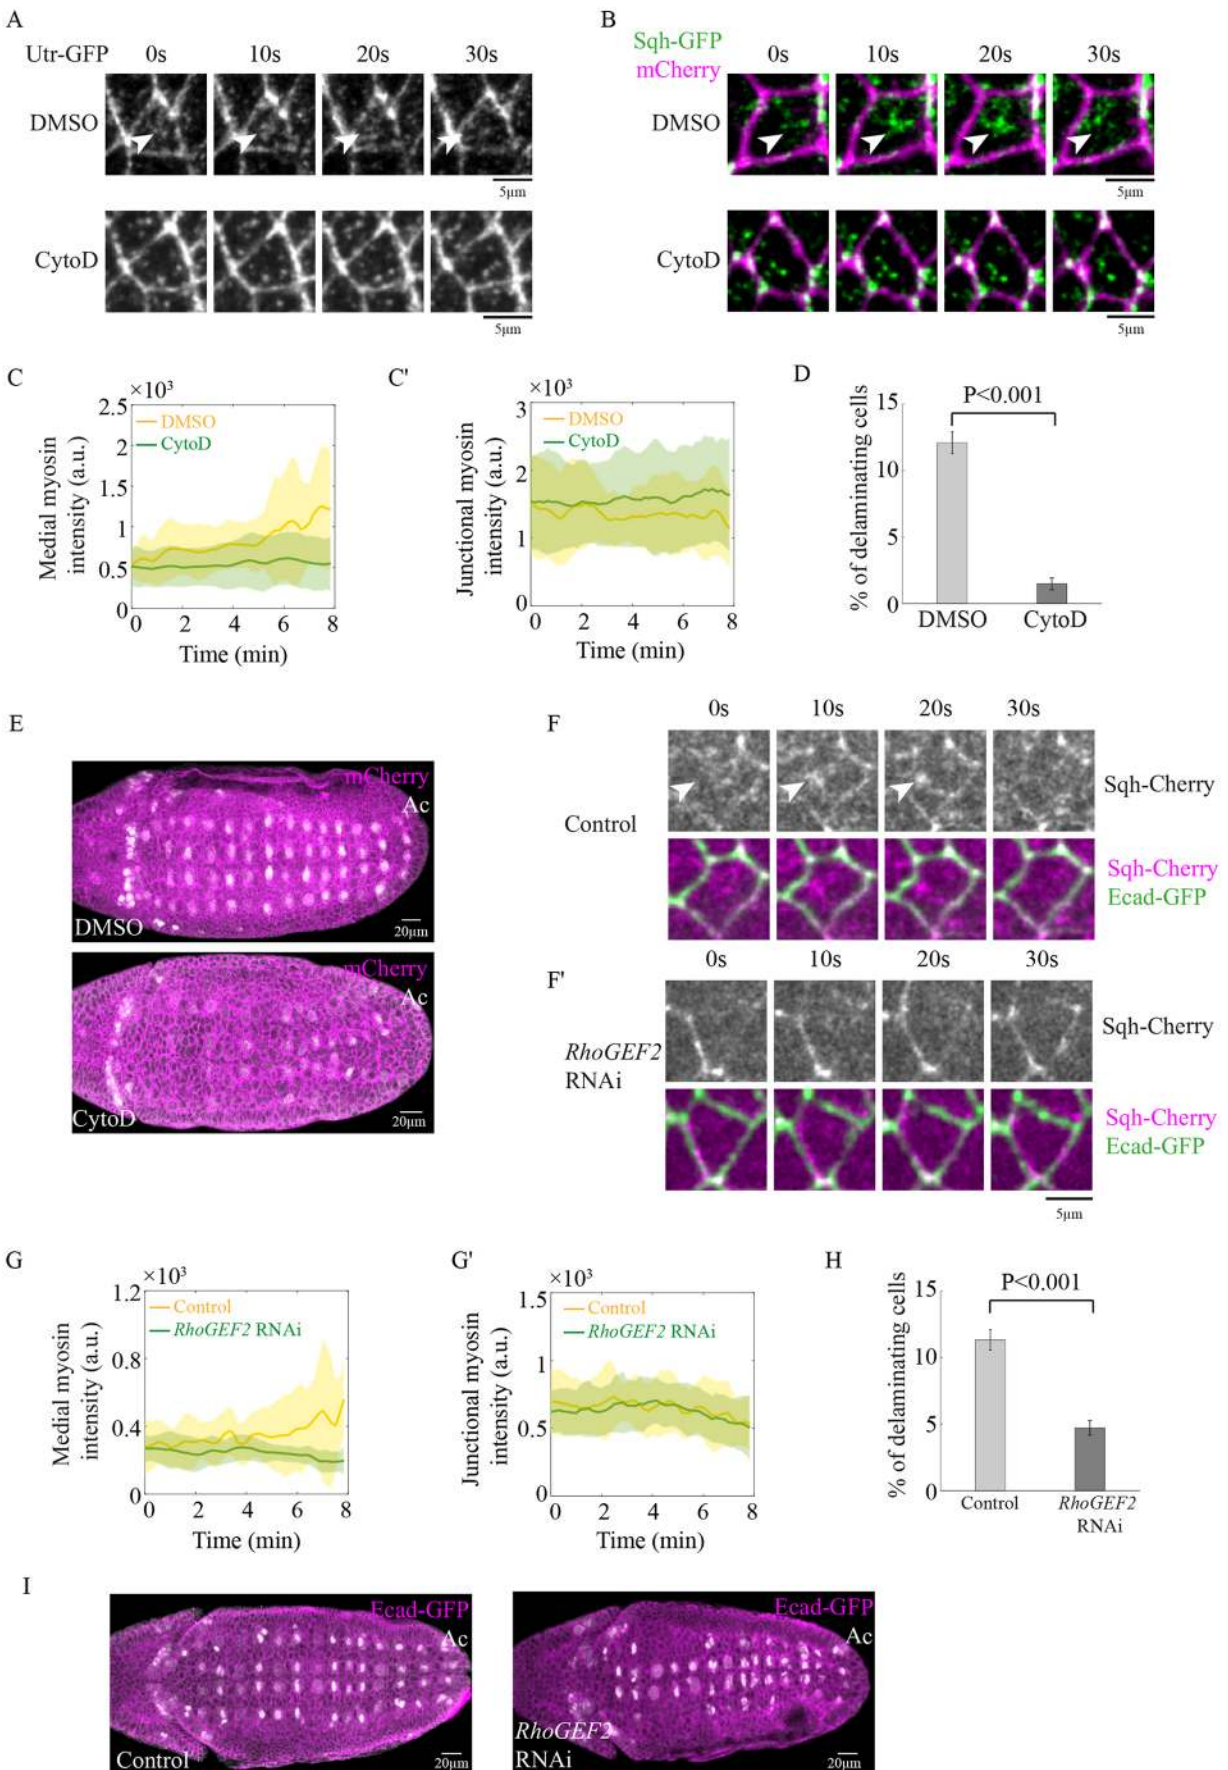 A
Utr-GFP 0s 10s 20s 30s
DMSO
5μm
CytoD
5μm
B
Sqh-GFP
mCherry
0s 10s 20s 30s
DMSO
5μm
CytoD
5μm
C
×10³
2.5
2
1.5
1
0.5
0
DMSO
CytoD
Medial myosin
intensity (a.u.)
0 2 4 6 8
Time (min)
C'
×10³
3
2
1
0
DMSO
CytoD
Junctional myosin
intensity (a.u.)
0 2 4 6 8
Time (min)
D
P<0.001
15
10
5
0
% of delaminating cells
DMSO CytoD
E
mCherry
Ac
DMSO
20μm
mCherry
Ac
CytoD
20μm
F
0s 10s 20s 30s
Control
Sqh-Cherry
Sqh-Cherry
Ecad-GFP
F'
0s 10s 20s 30s
RhoGEF2
RNAi
Sqh-Cherry
Sqh-Cherry
Ecad-GFP
5μm
G
×10³
1.2
0.8
0.4
0
Control
RhoGEF2 RNAi
Medial myosin
intensity (a.u.)
0 2 4 6 8
Time (min)
G'
×10³
1.5
1
0.5
0
Control
RhoGEF2 RNAi
Junctional myosin
intensity (a.u.)
0 2 4 6 8
Time (min)
H
P<0.001
15
10
5
0
% of delaminating cells
Control RhoGEF2
RNAi
I
Ecad-GFP
Ac
Control
20μm
Ecad-GFP
Ac
RhoGEF2
RNAi
20μm